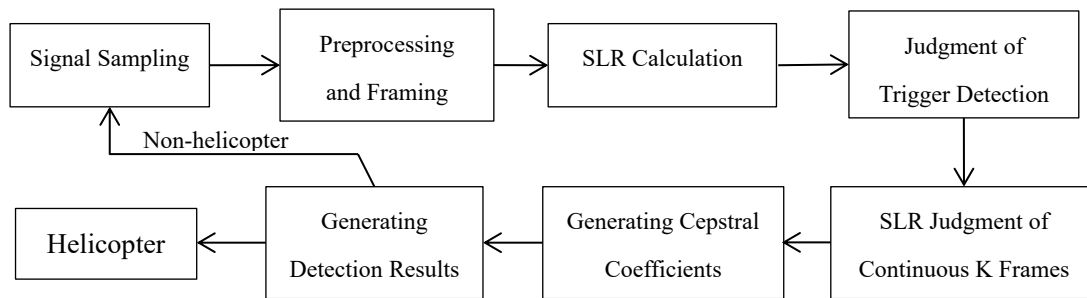 Signal Sampling
Preprocessing
and Framing
SLR Calculation
Judgment of
Trigger Detection
Non-helicopter
Helicopter
Generating
Detection Results
Generating Cepstral
Coefficients
SLR Judgment of
Continuous K Frames